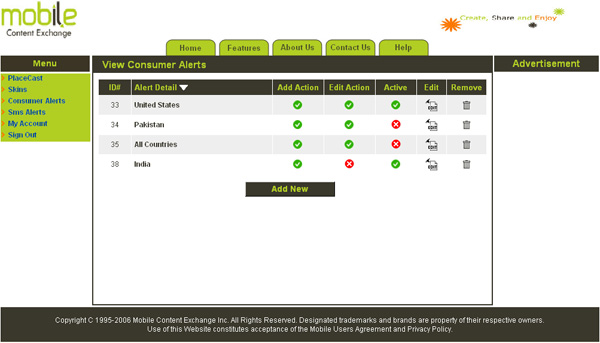 mobile
Content Exchange
Create, Share and Enjoy
Home Features About Us Contact Us Help
Menu
PlaceCast
Skins
Consumer Alerts
Sms Alerts
My Account
Sign Out
View Consumer Alerts
ID# Alert Detail Add Action Edit Action Active Edit Remove
33 United States EDIT
34 Pakistan EDIT
35 All Countries EDIT
38 India EDIT
Add New
Advertisement
Copyright C 1995-2006 Mobile Content Exchange Inc. All Rights Reserved. Designated trademarks and brands are property of their respective owners.
Use of this Website constitutes acceptance of the Mobile Users Agreement and Privacy Policy.